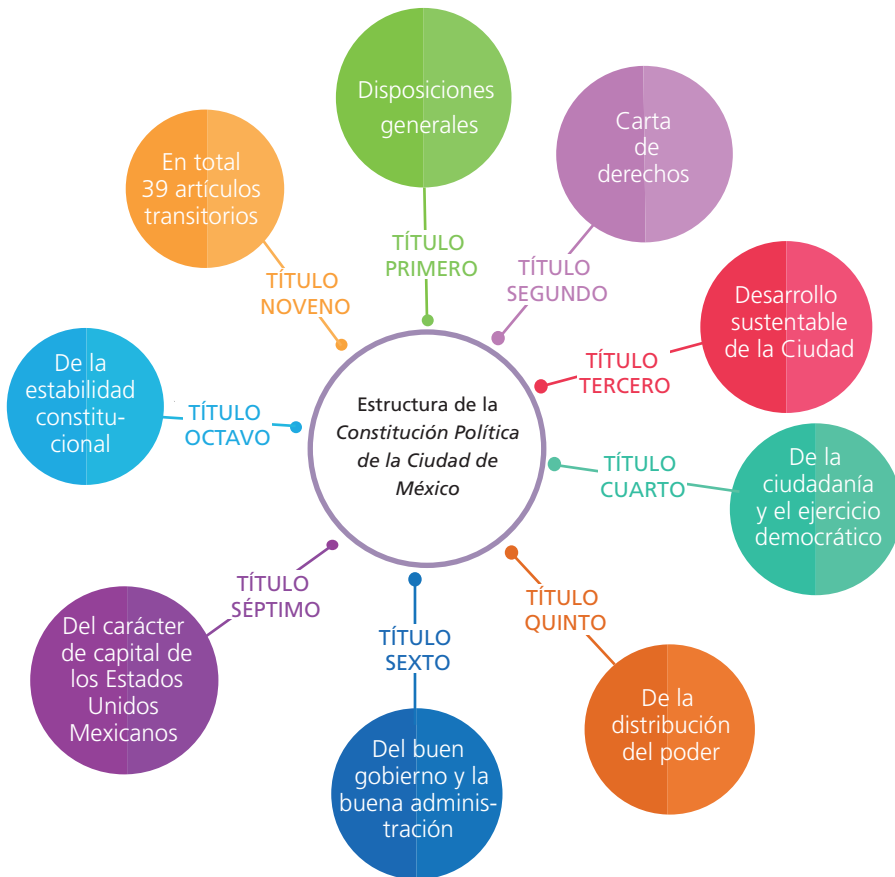 Estructura de la
Constitución Política
de la Ciudad de
México
TÍTULO
PRIMERO
Disposiciones
generales
TÍTULO
SEGUNDO
Carta
de
derechos
TÍTULO
TERCERO
Desarrollo
sustentable
de la Ciudad
TÍTULO
CUARTO
De la
ciudadanía
y el ejercicio
democrático
TÍTULO
QUINTO
De la
distribución
del poder
TÍTULO
SEXTO
Del buen
gobierno y la
buena adminis-
tración
TÍTULO
SÉPTIMO
Del carácter
de capital de
los Estados
Unidos
Mexicanos
TÍTULO
OCTAVO
De la
estabilidad
constitu-
cional
TÍTULO
NOVENO
En total
39 artículos
transitorios